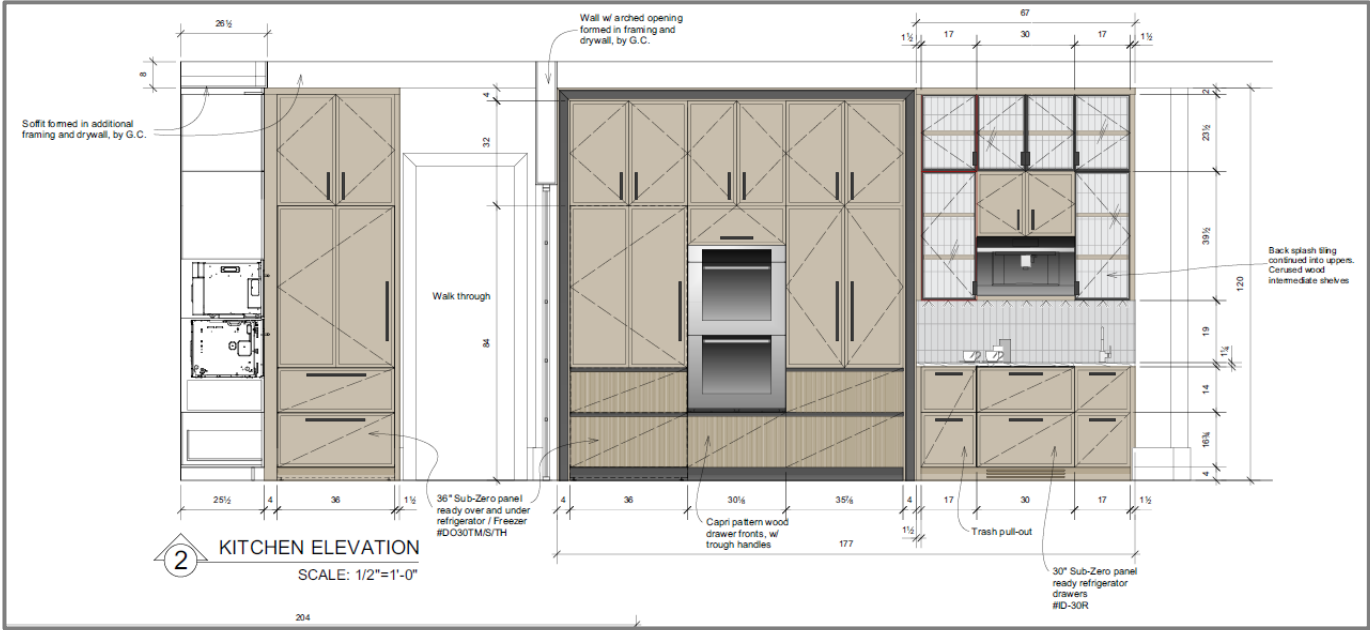 26½
Wall w/ arched opening
formed in framing and
drywall, by G.C.
67
1½
17
30
17
1½
8
Soffit formed in additional
framing and drywall, by G.C.
4
32
84
Walk through
2
23½
39½
120
19
1¼
14
16¾
4
Back splash tiling
continued into uppers.
Cerused wood
intermediate shelves
25½
4
36
1½
36" Sub-Zero panel
ready over and under
refrigerator / Freezer
#DO30TM/S/TH
4
36
30⅛
35⅞
4
1½
17
30
17
1½
Capri pattern wood
drawer fronts, w/
trough handles
177
Trash pull-out
30" Sub-Zero panel
ready refrigerator
drawers
#ID-30R
2
KITCHEN ELEVATION
SCALE: 1/2"=1'-0"
204